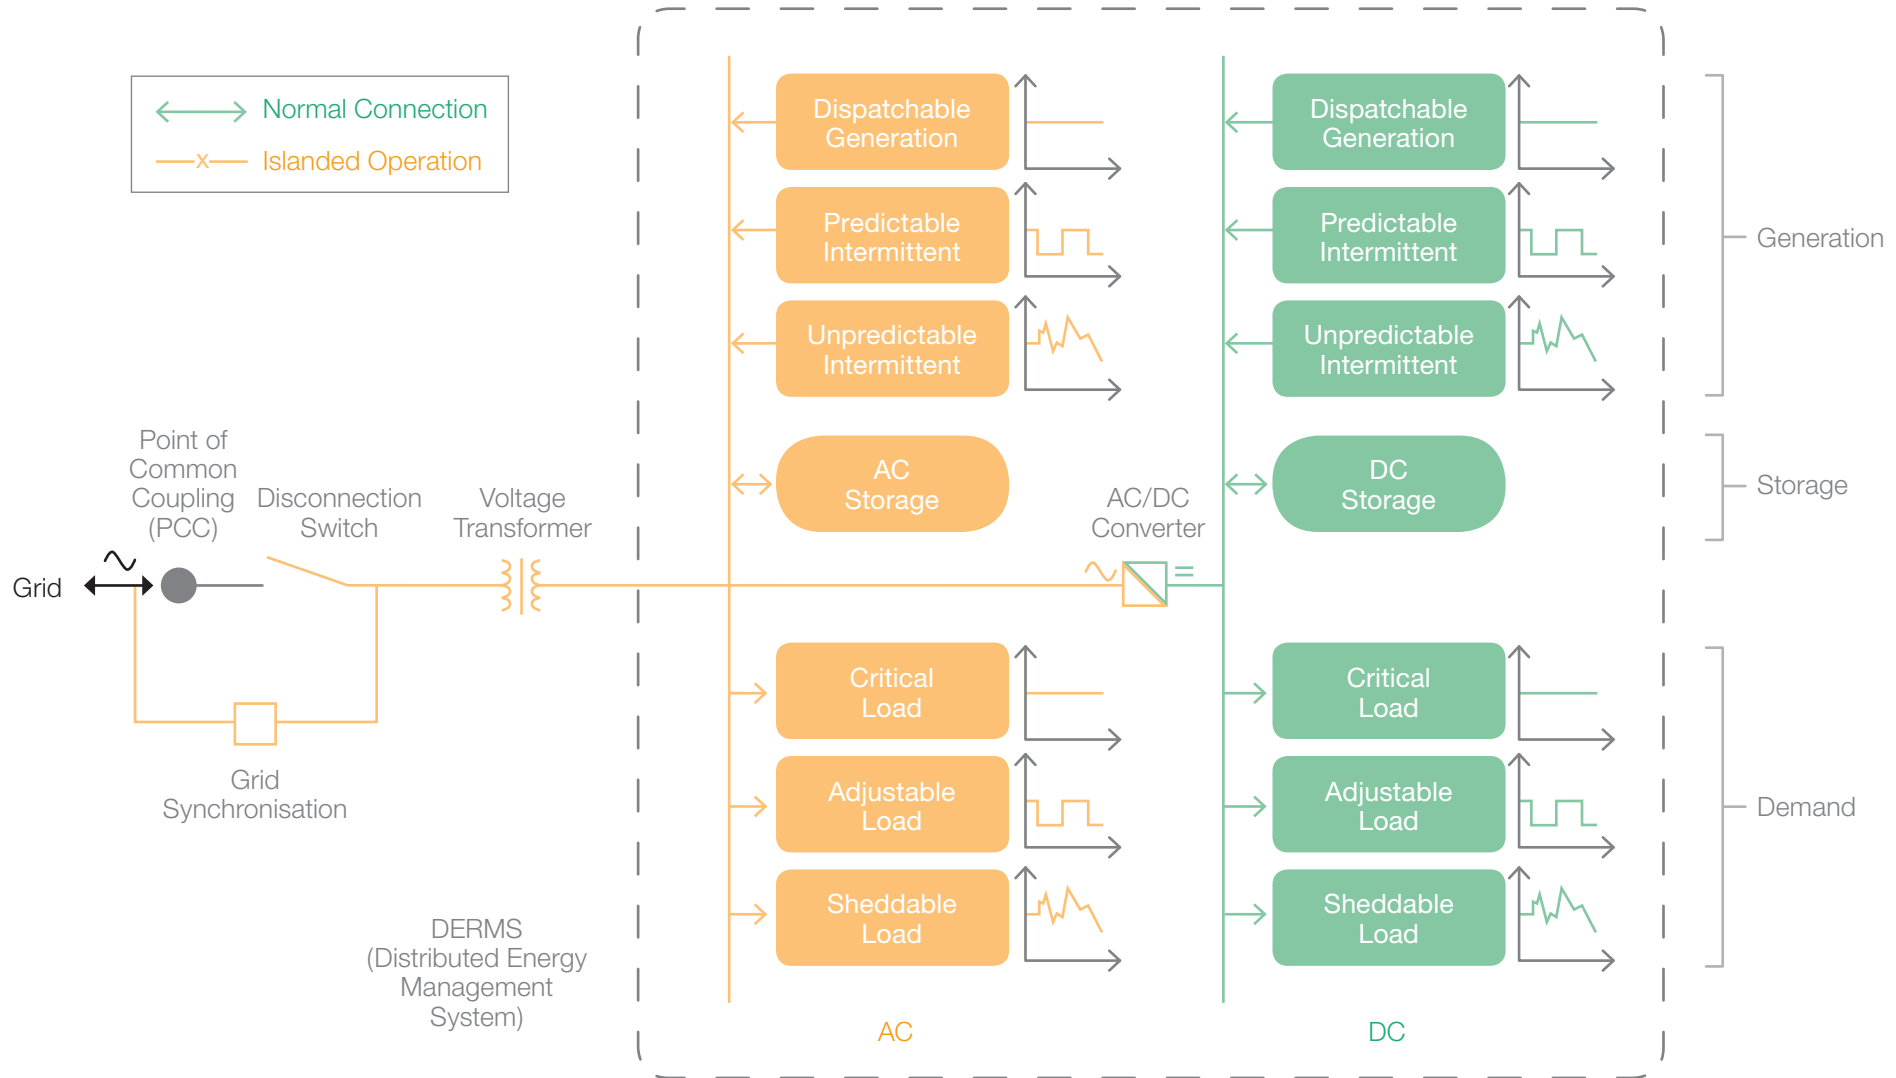 Normal Connection
x
Islanded Operation
Dispatchable
Generation
Predictable
Intermittent
Unpredictable
Intermittent
AC
Storage
Critical
Load
Adjustable
Load
Sheddable
Load
AC
Dispatchable
Generation
Predictable
Intermittent
Unpredictable
Intermittent
DC
Storage
Critical
Load
Adjustable
Load
Sheddable
Load
DC
Generation
Storage
Demand
Point of
Common
Coupling
(PCC)
Disconnection
Switch
Voltage
Transformer
AC/DC
Converter
=
Grid
Grid
Synchronisation
DERMS
(Distributed Energy
Management
System)